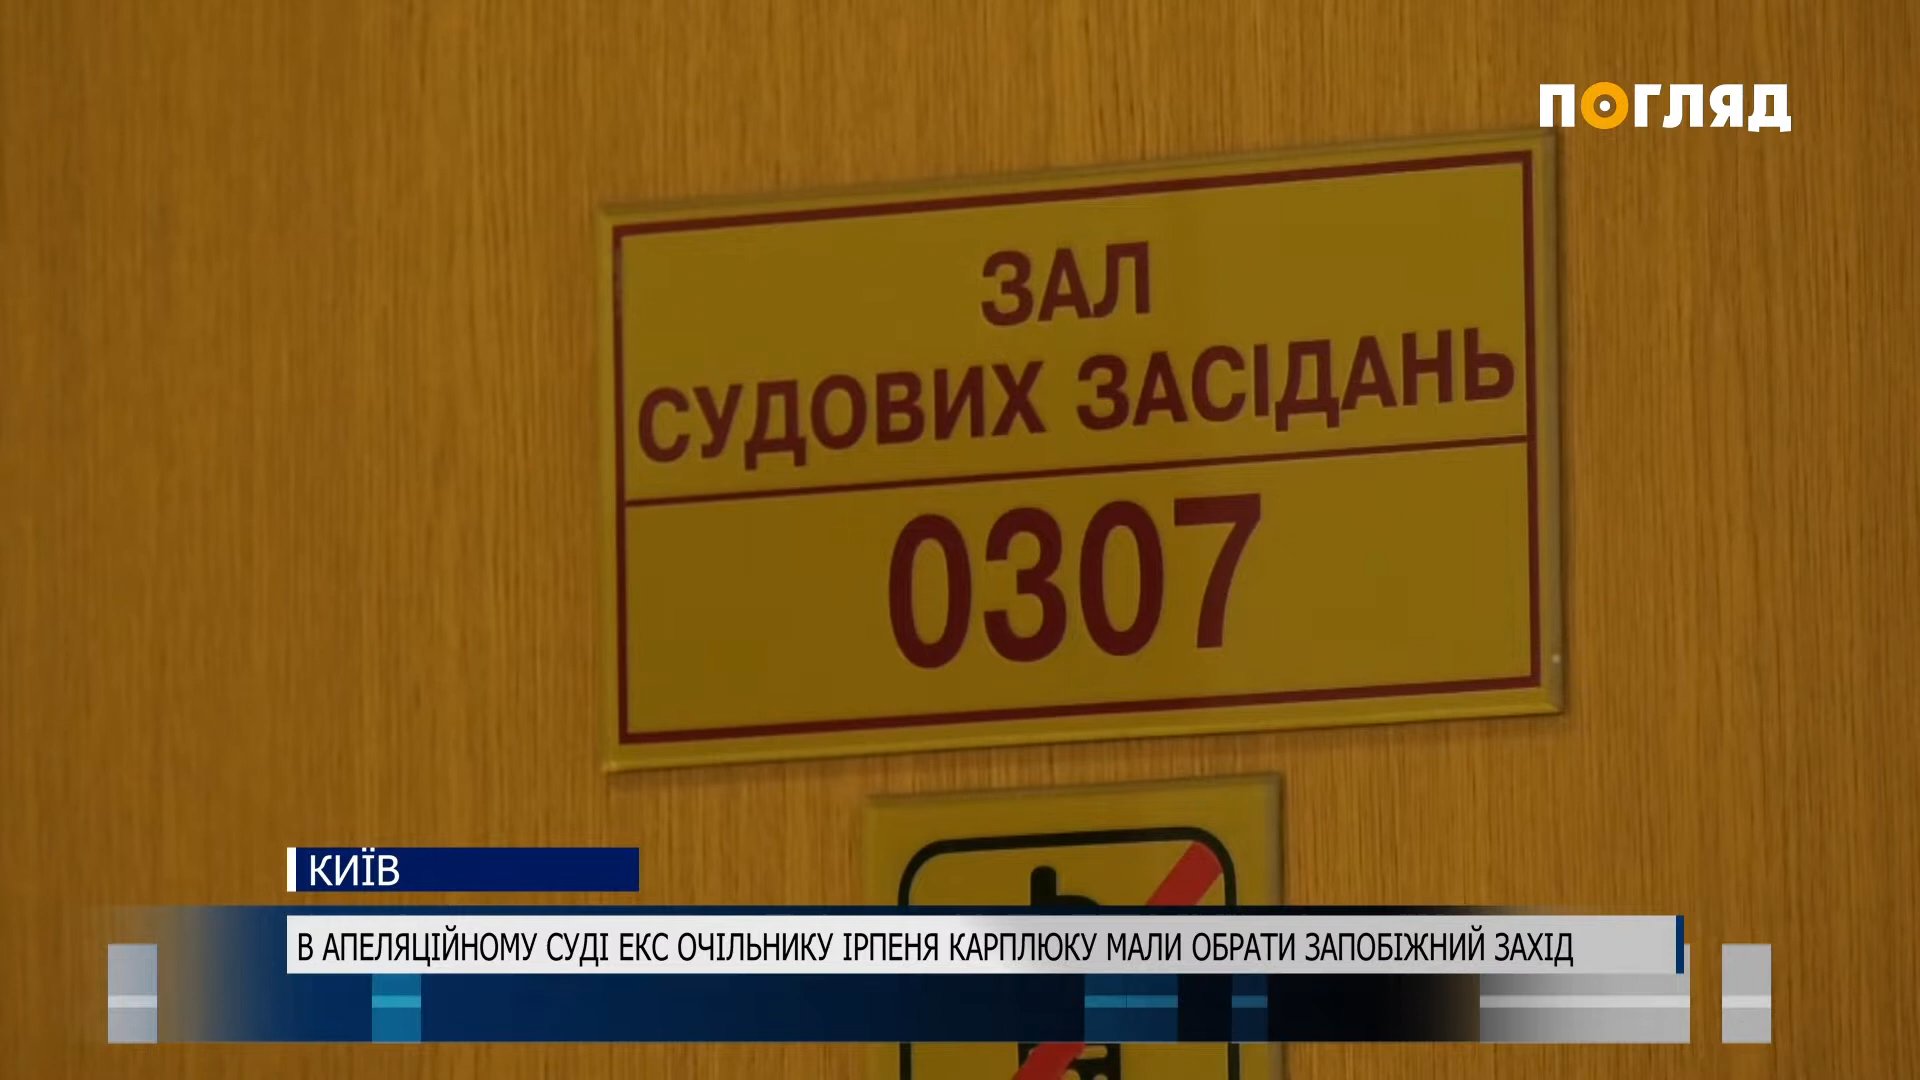 ПОГЛЯД
ЗАЛ
СУДОВИХ ЗАСІДАНЬ
0307
КИЇВ
В АПЕЛЯЦІЙНОМУ СУДІ ЕКС ОЧІЛЬНИКУ ІРПЕНЯ КАРПЛЮКУ МАЛИ ОБРАТИ ЗАПОБІЖНИЙ ЗАХІД